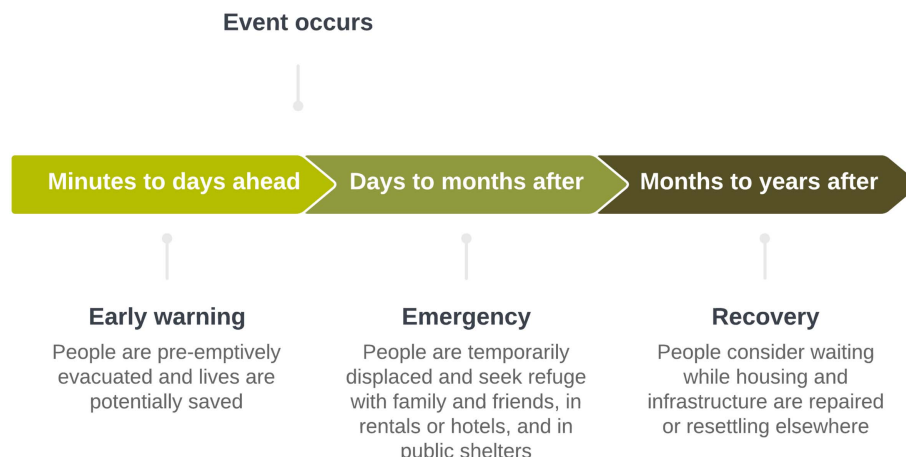 Event occurs
Minutes to days ahead
Days to months after
Months to years after
Early warning
People are pre-emptively
evacuated and lives are
potentially saved
Emergency
People are temporarily
displaced and seek refuge
with family and friends, in
rentals or hotels, and in
public shelters
Recovery
People consider waiting
while housing and
infrastructure are repaired
or resettling elsewhere